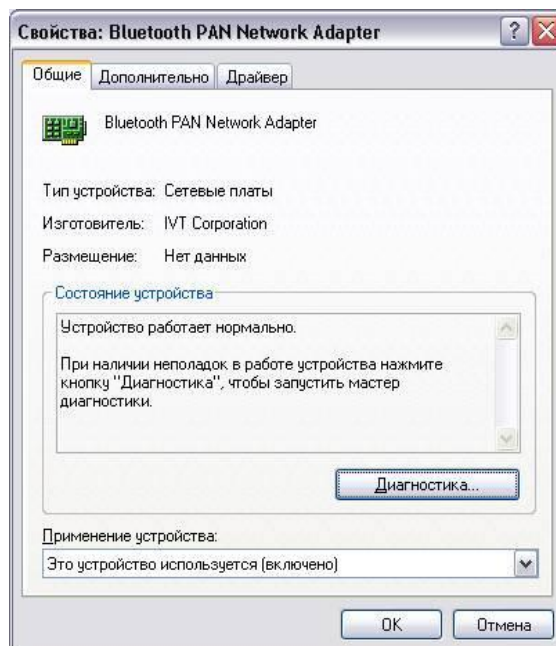 Свойства: Bluetooth PAN Network Adapter
Общие Дополнительно Драйвер
Bluetooth PAN Network Adapter
Тип устройства: Сетевые платы
Изготовитель: IVT Corporation
Размещение: Нет данных
Состояние устройства
Устройство работает нормально.
При наличии неполадок в работе устройства нажмите
кнопку "Диагностика", чтобы запустить мастер
диагностики.
Диагностика...
Применение устройства:
Это устройство используется (включено)
OK Отмена